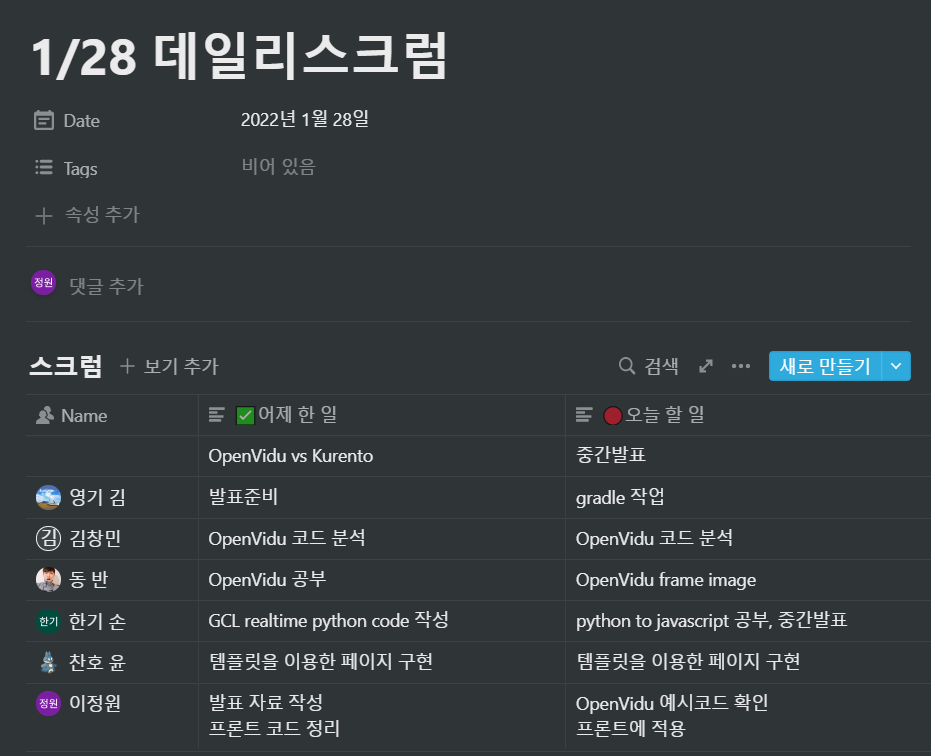 1/28 데일리스크럼
Date 2022년 1월 28일
Tags 비어 있음
속성 추가
정원 댓글 추가
스크럼 + 보기 추가 검색 새로 만들기
Name 어제 한 일 오늘 할 일
OpenVidu vs Kurento 중간발표
영기 김 발표준비 gradle 작업
김 김창민 OpenVidu 코드 분석 OpenVidu 코드 분석
동 반 OpenVidu 공부 OpenVidu frame image
한기 한기 손 GCL realtime python code 작성 python to javascript 공부, 중간발표
찬호 윤 템플릿을 이용한 페이지 구현 템플릿을 이용한 페이지 구현
정원 이정원 발표 자료 작성 OpenVidu 예시코드 확인
프론트 코드 정리 프론트에 적용